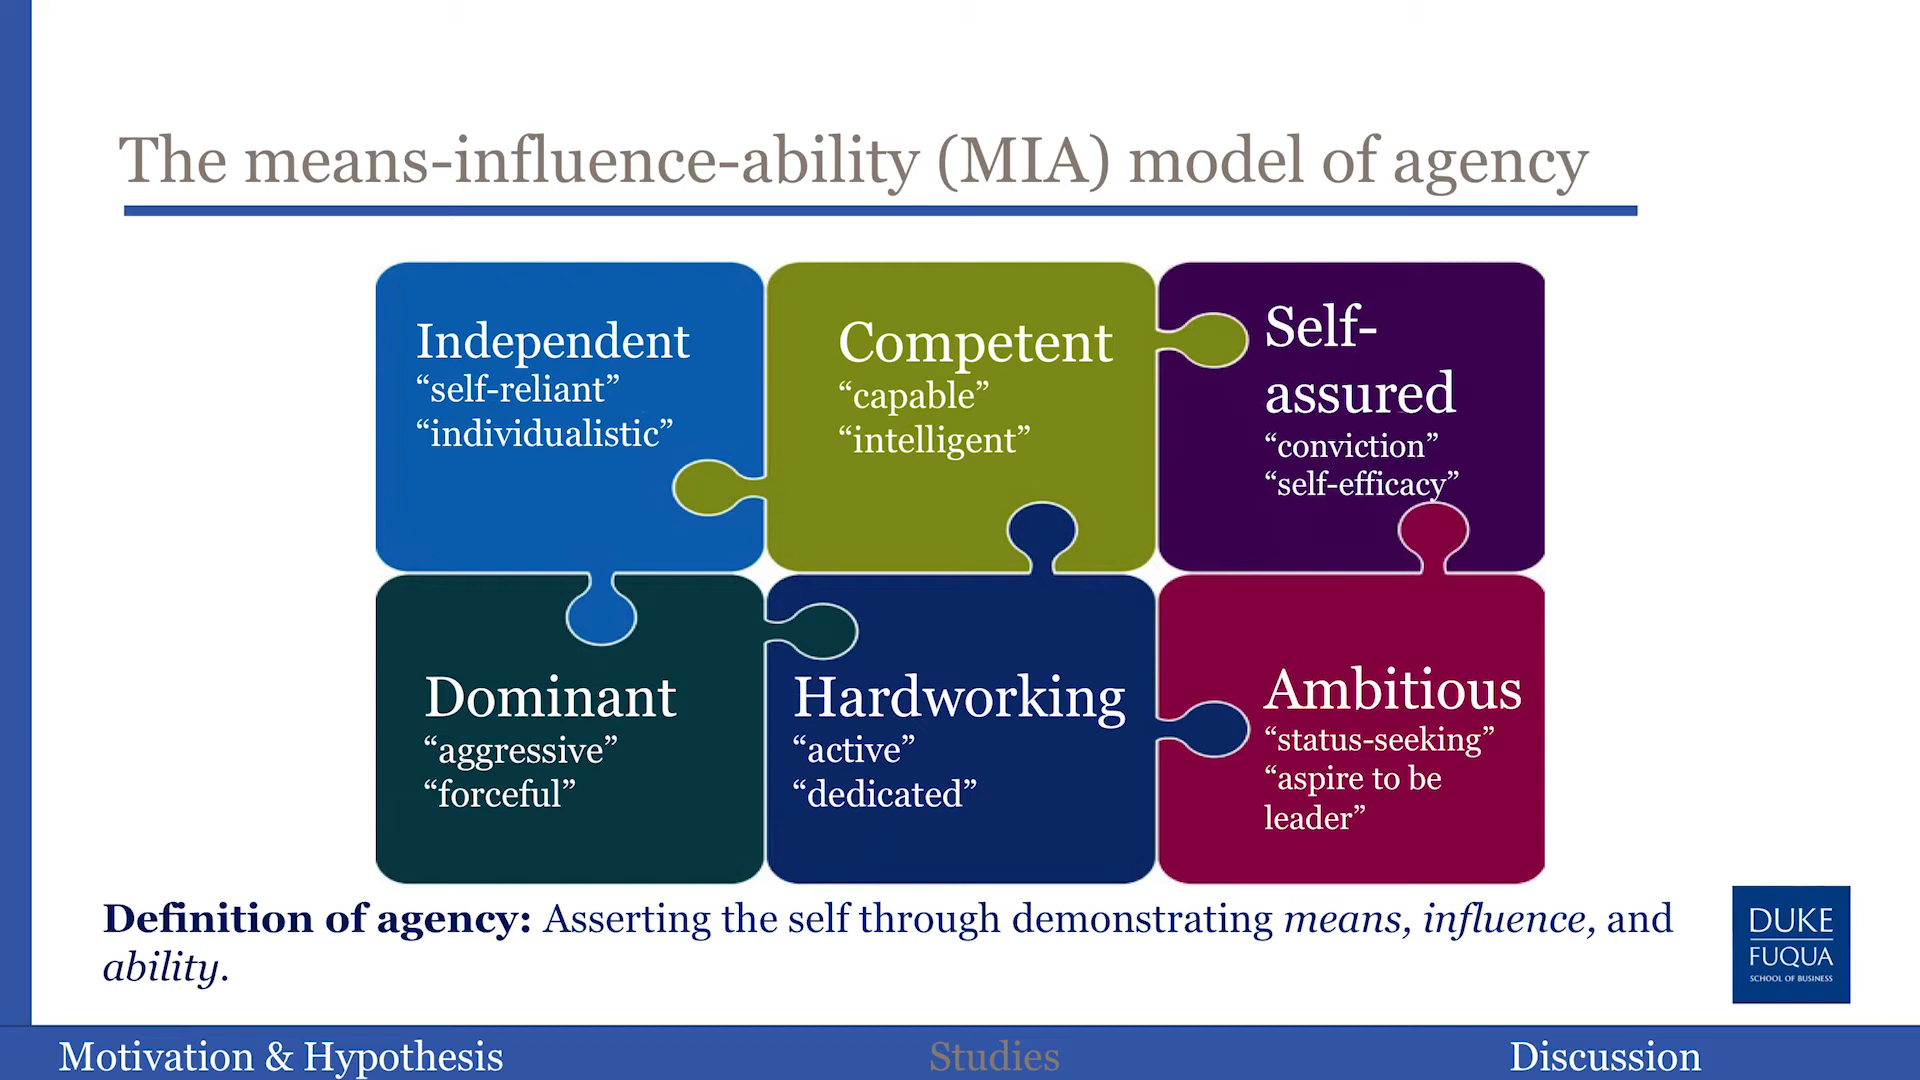 The means-influence-ability (MIA) model of agency
Independent
“self-reliant”
“individualistic”
Competent
“capable”
“intelligent”
Self-
assured
“conviction”
“self-efficacy”
Dominant
“aggressive”
“forceful”
Hardworking
“active”
“dedicated”
Ambitious
“status-seeking”
“aspire to be
leader”
Definition of agency: Asserting the self through demonstrating means, influence, and
ability.
DUKE
FUQUA
SCHOOL OF BUSINESS
Motivation & Hypothesis
Studies
Discussion